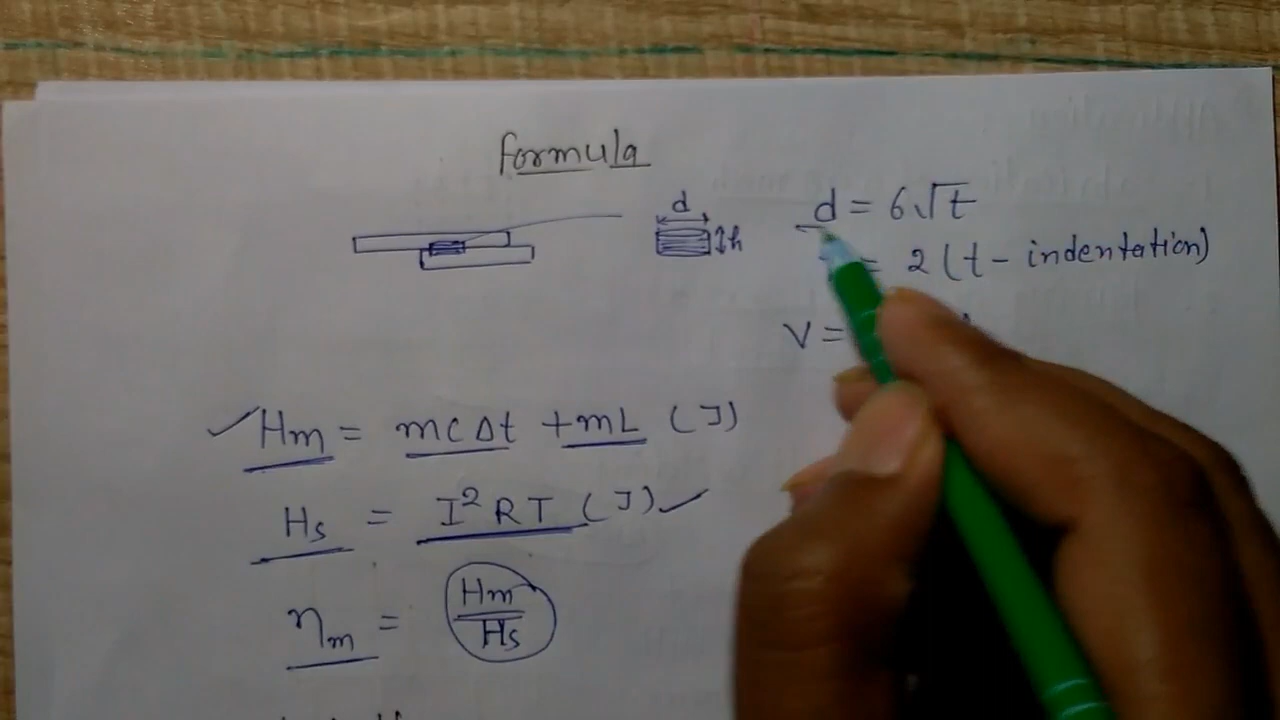 Formula
d
h
d = 6√t
= 2 (t - indentation)
V =
Hm = mcΔt + mL (J)
Hs = I²RT (J)
ηm = Hm/Hs